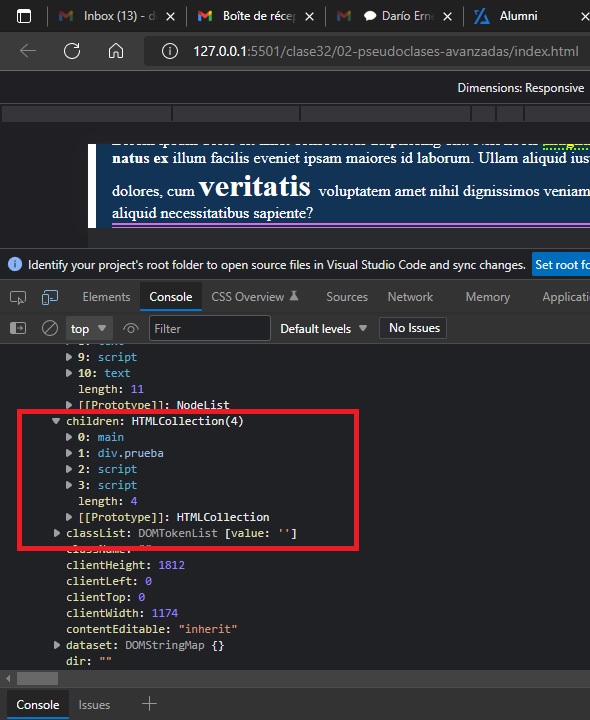 Inbox (13) - d
Boîte de récep
Darío Erne
Alumni
127.0.0.1:5501/clase32/02-pseudoclases-avanzadas/index.html
Dimensions: Responsive
natus ex illum facilis eveniet ipsam maiores id laborum. Ullam aliquid ius
dolores, cum veritatis voluptatem amet nihil dignissimos veniam
aliquid necessitatibus sapiente?
Identify your project's root folder to open source files in Visual Studio Code and sync changes. Set root fo
Elements Console CSS Overview Sources Network Memory Applicati
top Filter Default levels No Issues
9: script
10: text
length: 11
[[Prototype]]: NodeList
children: HTMLCollection(4)
0: main
1: div.prueba
2: script
3: script
length: 4
[[Prototype]]: HTMLCollection
classList: DOMTokenList [value: '']
className: ""
clientHeight: 1812
clientLeft: 0
clientTop: 0
clientWidth: 1174
contentEditable: "inherit"
dataset: DOMStringMap {}
dir: ""
Console Issues